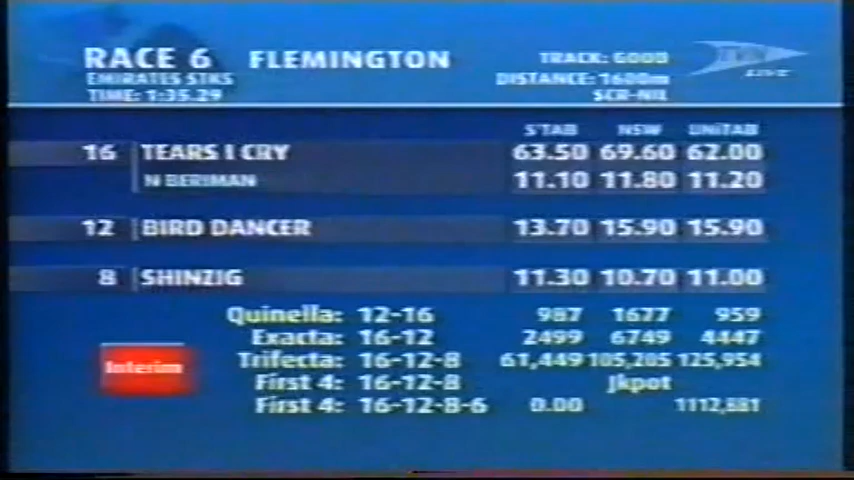 RACE 6 FLEMINGTON
EMIRATES STKS
TIME: 1:35.29
TRACK: GOOD
DISTANCE: 1600m
SCR-NIL
LIVE
S'TAB NSW UNiTAB
16 TEARS I CRY 63.50 69.60 62.00
N BERIMAN 11.10 11.80 11.20
12 BIRD DANCER 13.70 15.90 15.90
8 SHINZIG 11.30 10.70 11.00
Quinella: 12-16 987 1677 959
Exacta: 16-12 2499 6749 4447
Trifecta: 16-12-8 61,449 105,205 125,954
First 4: 16-12-8 Jkpot
First 4: 16-12-8-6 0.00 1112,881
Interim